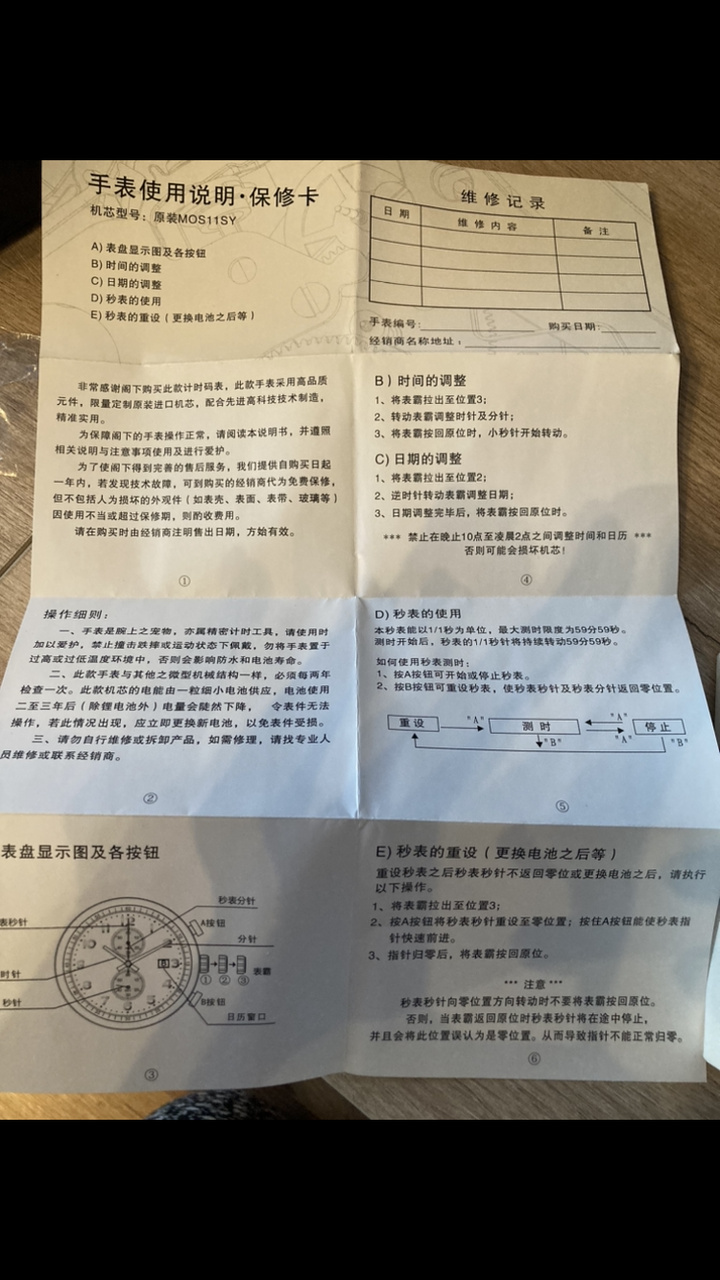 手表使用说明·保修卡
机芯型号：原装MOS11SY
A）表盘显示图及各按钮
B）时间的调整
C）日期的调整
D）秒表的使用
E）秒表的重设（更换电池之后等）
维修记录
日期 维修内容 备注
手表编号： 购买日期：
经销商名称地址：
非常感谢阁下购买此款计时码表，此款手表采用高品质
元件，限量定制原装进口机芯，配合先进高科技技术制造，
精准实用。
为保障阁下的手表操作正常，请阅读本说明书，并遵照
相关说明与注意事项使用及进行爱护。
为了使阁下得到完善的售后服务，我们提供自购买日起
一年内，若发现技术故障，可到购买的经销商代为免费保修，
但不包括人为损坏的外观件（如表壳、表面、表带、玻璃等）
因使用不当或超过保修期，则酌收费用。
请在购买时由经销商注明售出日期，方始有效。
①
B）时间的调整
1、将表霸拉出至位置3；
2、转动表霸调整时针及分针；
3、将表霸按回原位时，小秒针开始转动。
C）日期的调整
1、将表霸拉出至位置2；
2、逆时针转动表霸调整日期；
3、日期调整完毕后，将表霸按回原位时。
*** 禁止在晚止10点至凌晨2点之间调整时间和日历 ***
否则可能会损坏机芯！
④
操作细则：
一、手表是腕上之宠物，亦属精密计时工具，请使用时
加以爱护，禁止撞击跌摔或运动状态下佩戴，勿将手表置于
过高或过低温度环境中，否则会影响防水和电池寿命。
二、此款手表与其他之微型机械结构一样，必须每两年
检查一次。此款机芯的电能由一粒细小电池供应，电池使用
二至三年后（除锂电池外）电量会陡然下降， 令表件无法
操作，若此情况出现，应立即更换新电池，以免表件受损。
三、请勿自行维修或拆卸产品，如需修理，请找专业人
员维修或联系经销商。
②
D）秒表的使用
本秒表能以1/1秒为单位，最大测时限度为59分59秒。
测时开始后，秒表的1/1秒针将持续转动59分59秒。
如何使用秒表测时：
1、按A按钮可开始或停止秒表。
2、按B按钮可重设秒表，使秒表秒针及秒表分针返回零位置。
重设 "A" 测时 "A" "A" 停止
"B" "B"
⑤
表盘显示图及各按钮
秒表分针
A按钮
分针
表霸
① ② ③
B按钮
日历窗口
表秒针
时针
秒针
③
E）秒表的重设（更换电池之后等）
重设秒表之后秒表秒针不返回零位或更换电池之后，请执行
以下操作。
1、将表霸拉出至位置3；
2、按A按钮将秒表秒针重设至零位置；按住A按钮能使秒表指
针快速前进。
3、指针归零后，将表霸按回原位。
*** 注意 ***
秒表秒针向零位置方向转动时不要将表霸按回原位。
否则，当表霸返回原位时秒表秒针将在途中停止，
并且会将此位置误认为是零位置。从而导致指针不能正常归零。
⑥